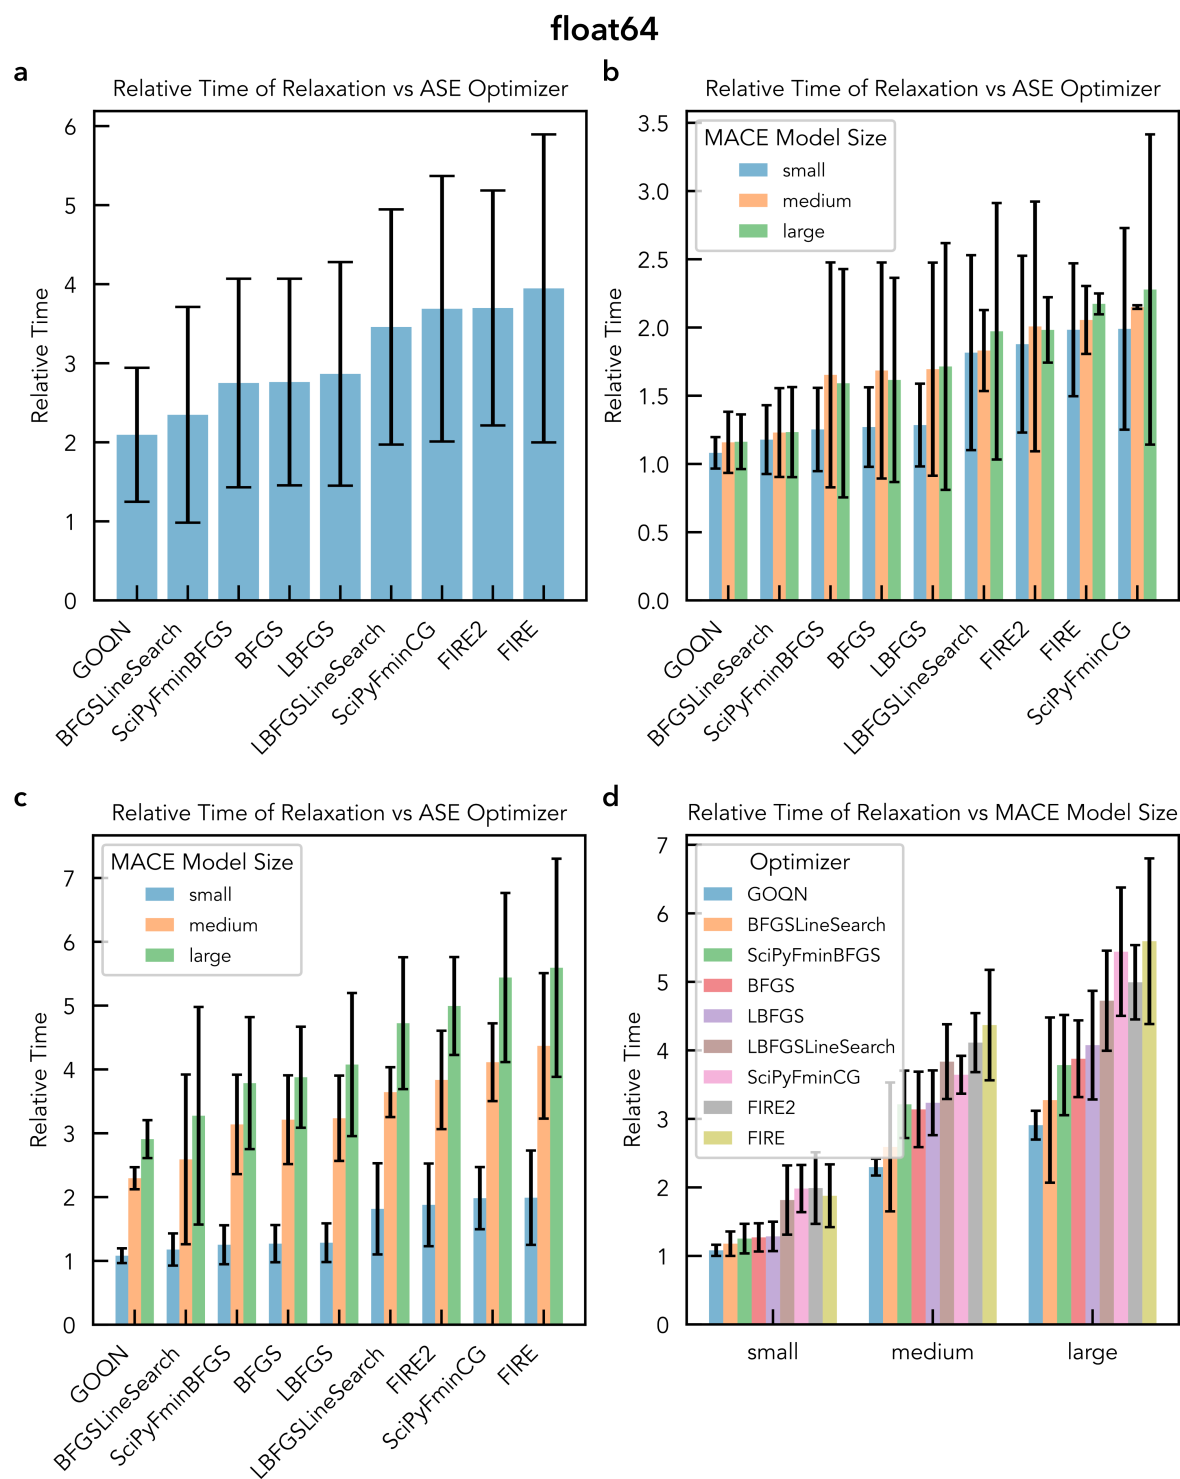 float64
a
Relative Time of Relaxation vs ASE Optimizer
Relative Time
6
5
4
3
2
1
0
GOQN
BFGSLineSearch
SciPyFminBFGS
BFGS
LBFGS
LBFGSLineSearch
SciPyFminCG
FIRE2
FIRE
b
Relative Time of Relaxation vs ASE Optimizer
Relative Time
3.5
3.0
2.5
2.0
1.5
1.0
0.5
0.0
MACE Model Size
small
medium
large
GOQN
BFGSLineSearch
SciPyFminBFGS
BFGS
LBFGS
LBFGSLineSearch
FIRE2
FIRE
SciPyFminCG
c
Relative Time of Relaxation vs ASE Optimizer
Relative Time
7
6
5
4
3
2
1
0
MACE Model Size
small
medium
large
GOQN
BFGSLineSearch
SciPyFminBFGS
BFGS
LBFGS
LBFGSLineSearch
FIRE2
SciPyFminCG
FIRE
d
Relative Time of Relaxation vs MACE Model Size
Relative Time
7
6
5
4
3
2
1
0
Optimizer
GOQN
BFGSLineSearch
SciPyFminBFGS
BFGS
LBFGS
LBFGSLineSearch
SciPyFminCG
FIRE2
FIRE
small
medium
large